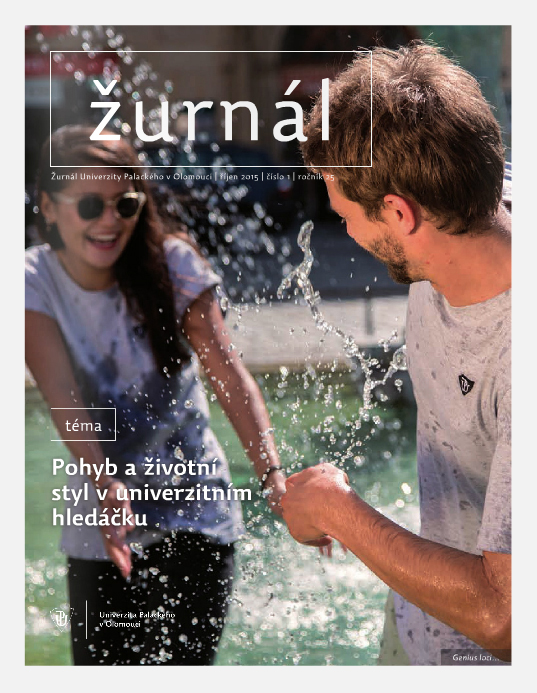 žurnál
Žurnál Univerzity Palackého v Olomouci | říjen 2015 | číslo 1 | ročník 25
téma
Pohyb a životní
styl v univerzitním
hledáčku
Univerzita Palackého
v Olomouci
Genius loci ...